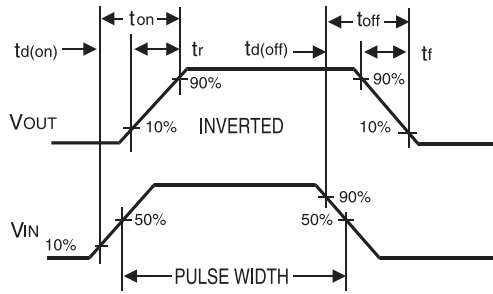 ton toff
td(on) tr td(off) tf
90% 90%
VOUT 10% INVERTED 10%
90%
50% 50%
VIN 10%
PULSE WIDTH